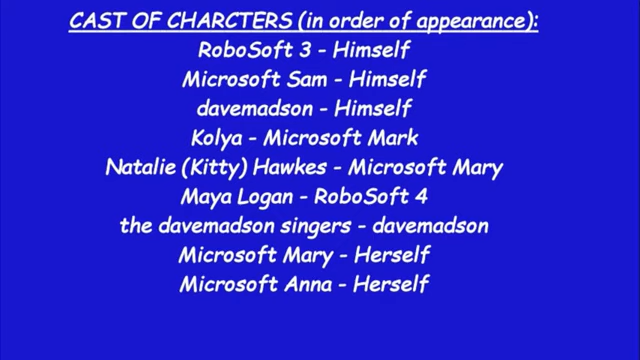 CAST OF CHARCTERS (in order of appearance):
RoboSoft 3 - Himself
Microsoft Sam - Himself
davemadson - Himself
Kolya - Microsoft Mark
Natalie (Kitty) Hawkes - Microsoft Mary
Maya Logan - RoboSoft 4
the davemadson singers - davemadson
Microsoft Mary - Herself
Microsoft Anna - Herself